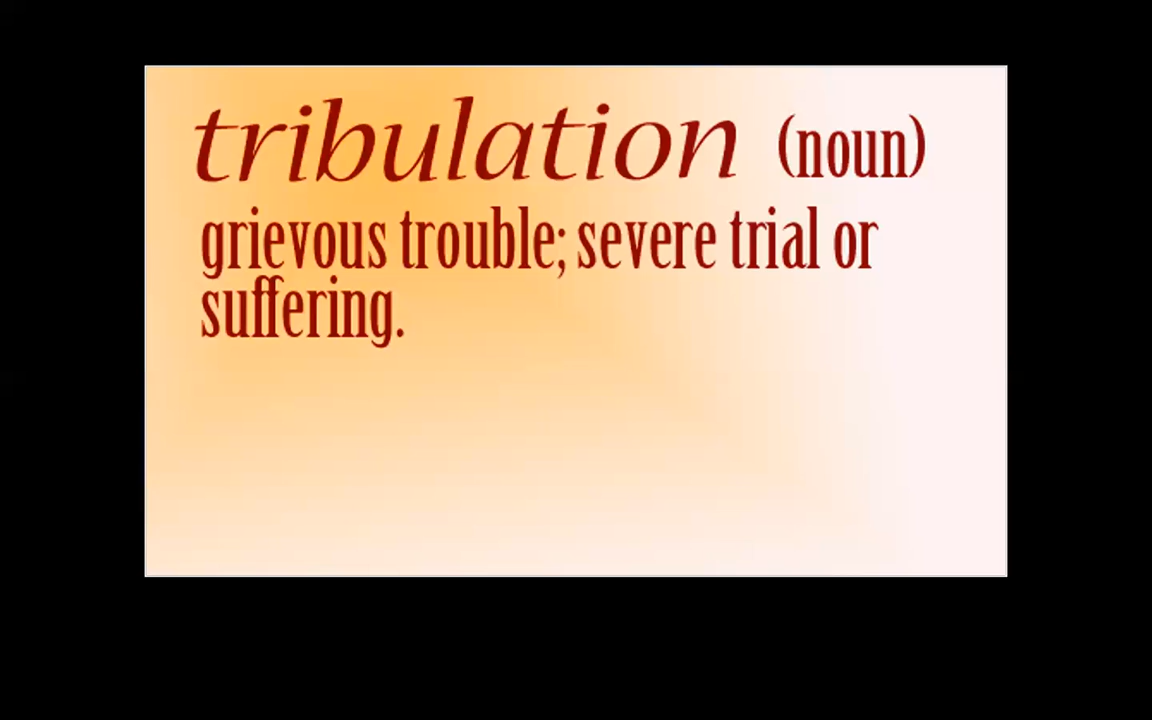 tribulation (noun)
grievous trouble; severe trial or
suffering.